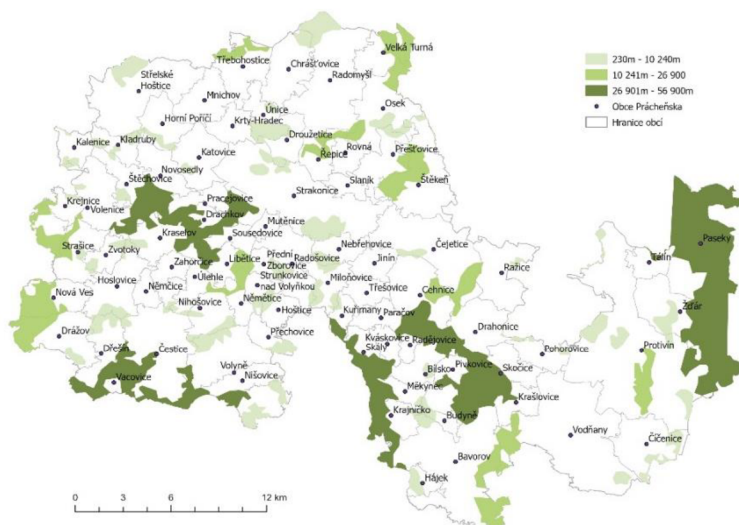 Velká Turná
Třebohostice
Chrášťovice
Radomyšl
Střelské
Hoštice
Mnichov
Osek
Únice
Horní Poříčí
Krty-Hradec
Droužetice
Kalenice
Kladruby
Katovice
Řepice
Rovná
Přešťovice
Štěchovice
Novosedly
Slaník
Štěkeň
Strakonice
Krejnice
Volenice
Pracejovice
Drachkov
Mutěnice
Kraselov
Sousedovice
Strašice
Zvotoky
Nebřehovice
Čejetice
Paseky
Zahorčice
Libětice
Přední
Zborovice
Radošovice
Jinín
Tálín
Hoslovice
Úlehle
Strunkovice
nad Volyňkou
Miloňovice
Ražice
Nová Ves
Němčice
Třešovice
Cehnice
Nihošovice
Němětice
Hoštice
Kuřimany
Paračov
Žďár
Drážov
Přechovice
Kváskovice
Radějovice
Drahonice
Skály
Pohorovice
Protivín
Dřešín
Čestice
Volyně
Nišovice
Bílsko
Pivkovice
Skočice
Vacovice
Měkynec
Krašlovice
Krajníčko
Budyně
Vodňany
Číčenice
Bavorov
Hájek
230m - 10 240m
10 241m - 26 900
26 901m - 56 900m
Obce Prácheňska
Hranice obcí
0 3 6 12 km